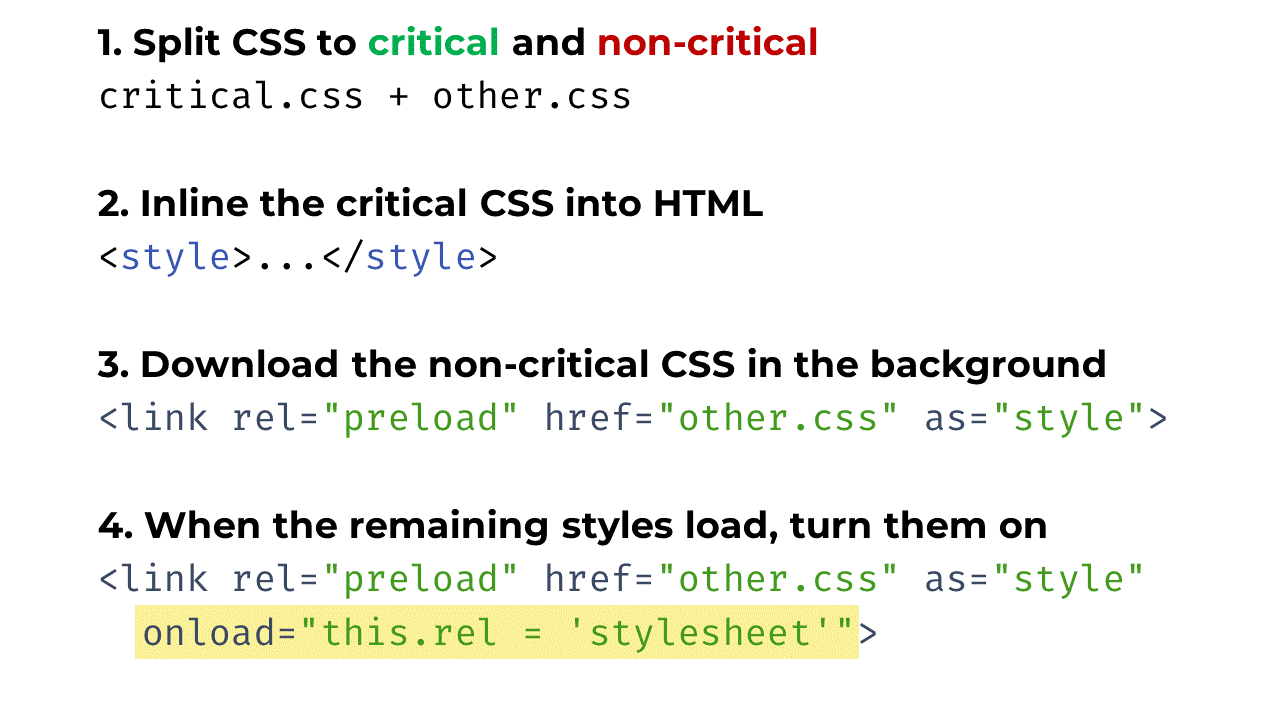 1. Split CSS to critical and non-critical
critical.css + other.css
2. Inline the critical CSS into HTML
<style>...</style>
3. Download the non-critical CSS in the background
<link rel="preload" href="other.css" as="style">
4. When the remaining styles load, turn them on
<link rel="preload" href="other.css" as="style"
onload="this.rel = 'stylesheet'">